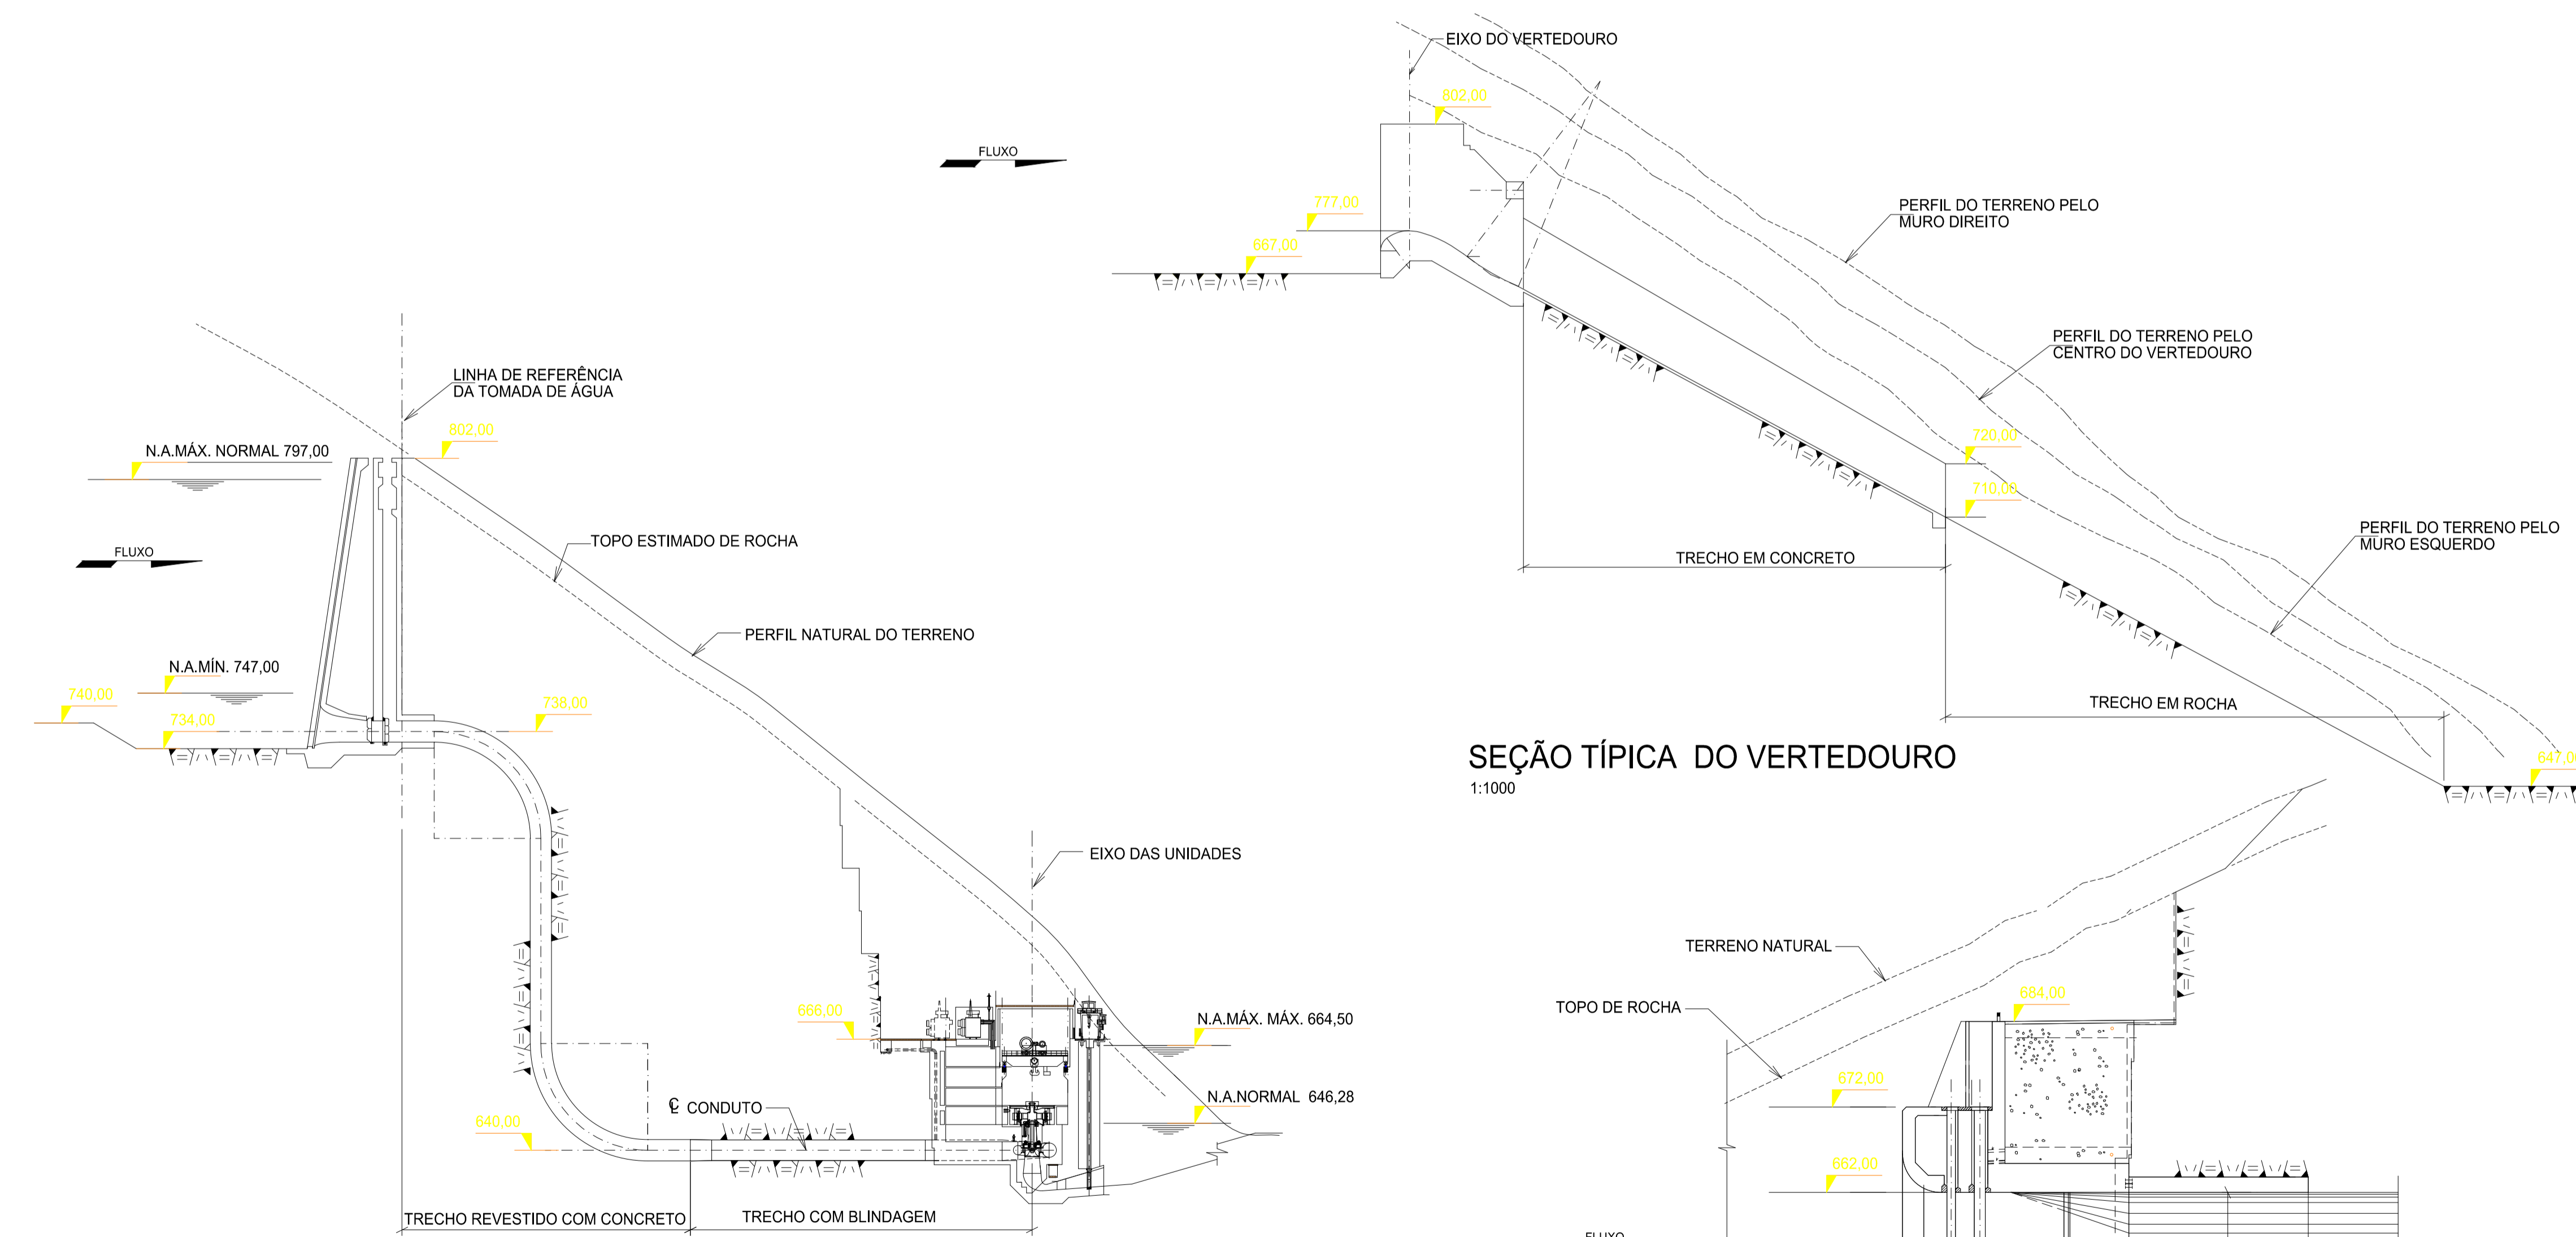 EIXO DO VERTEDOURO
802,00
FLUXO
777,00
667,00
PERFIL DO TERRENO PELO
MURO DIREITO
PERFIL DO TERRENO PELO
CENTRO DO VERTEDOURO
720,00
710,00
PERFIL DO TERRENO PELO
MURO ESQUERDO
TRECHO EM CONCRETO
TRECHO EM ROCHA
647,0
SEÇÃO TÍPICA DO VERTEDOURO
1:1000
LINHA DE REFERÊNCIA
DA TOMADA DE ÁGUA
802,00
N.A.MÁX. NORMAL 797,00
FLUXO
TOPO ESTIMADO DE ROCHA
PERFIL NATURAL DO TERRENO
N.A.MÍN. 747,00
740,00
734,00
738,00
EIXO DAS UNIDADES
666,00
N.A.MÁX. MÁX. 664,50
N.A.NORMAL 646,28
℄ CONDUTO
640,00
TRECHO REVESTIDO COM CONCRETO
TRECHO COM BLINDAGEM
TERRENO NATURAL
TOPO DE ROCHA
684,00
672,00
662,00
FLUXO